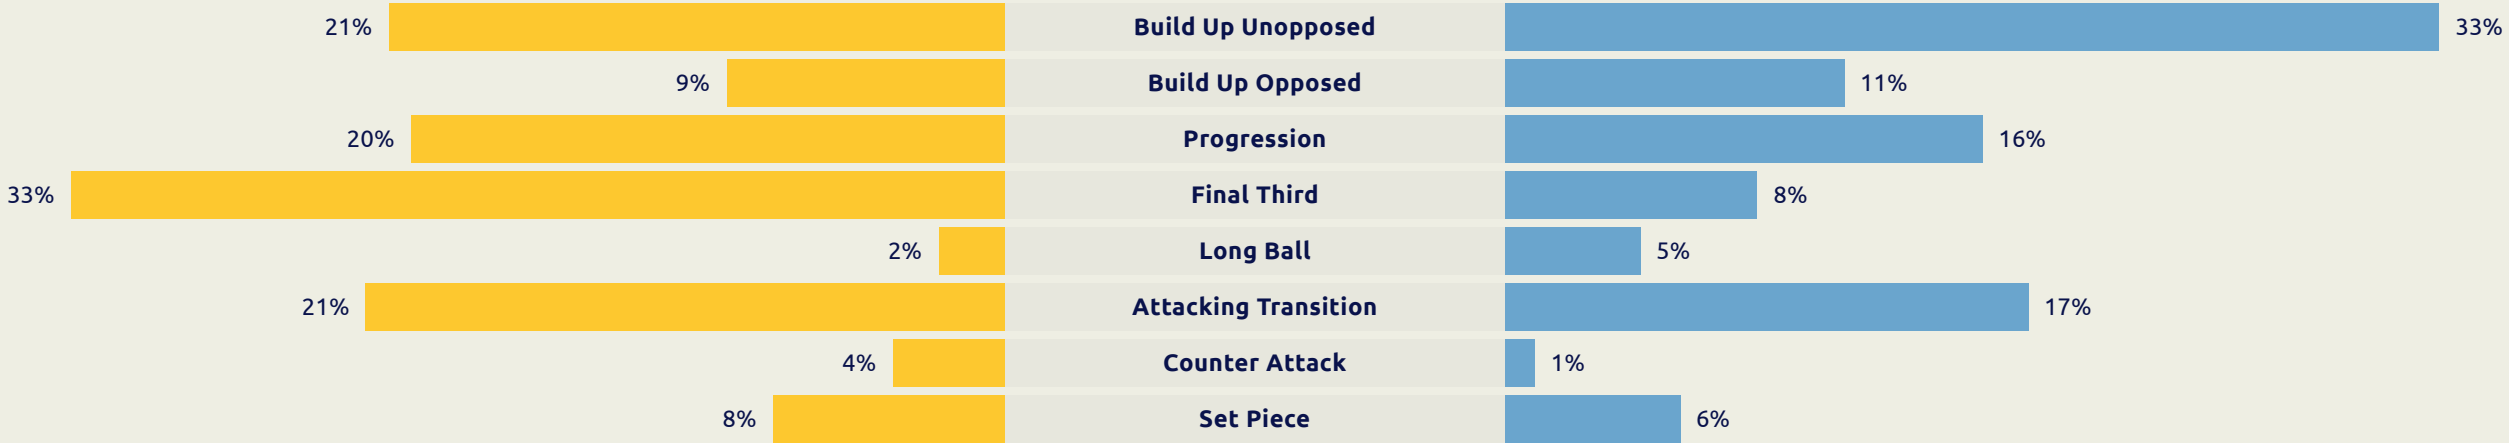 21% Build Up Unopposed 33%
9% Build Up Opposed 11%
20% Progression 16%
33% Final Third 8%
2% Long Ball 5%
21% Attacking Transition 17%
4% Counter Attack 1%
8% Set Piece 6%